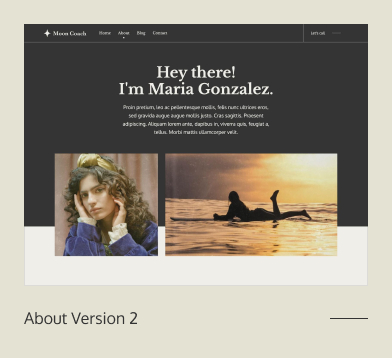 Moon Coach
Home About Blog Contact
Let's call
Hey there!
I'm Maria Gonzalez.
Proin pretium, leo ac pellentesque mollis, felis nunc ultrices eros,
sed gravida augue augue mollis justo. Cras sagittis. Praesent
adipiscing. Aliquam lorem ante, dapibus in, viverra quis, feugiat a,
tellus. Morbi mattis ullamcorper velit.
About Version 2